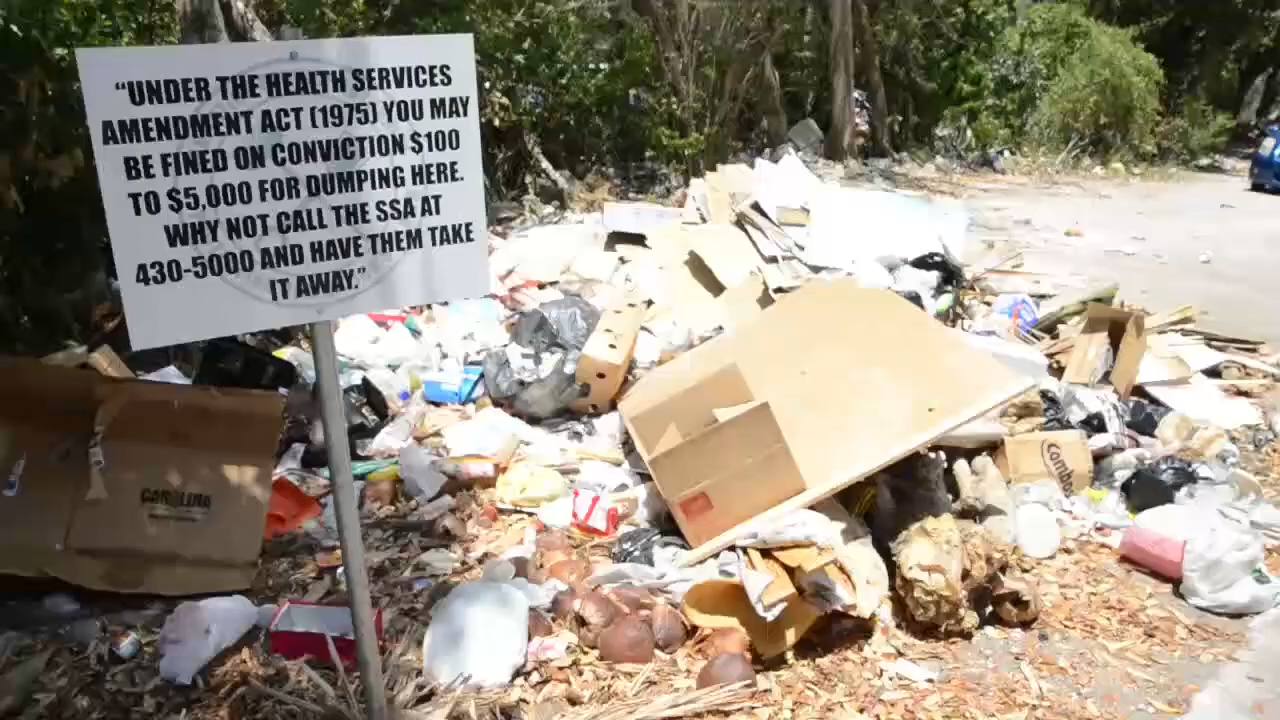 “UNDER THE HEALTH SERVICES
AMENDMENT ACT (1975) YOU MAY
BE FINED ON CONVICTION $100
TO $5,000 FOR DUMPING HERE.
WHY NOT CALL THE SSA AT
430-5000 AND HAVE THEM TAKE
IT AWAY.”
CAROLINA
Combo